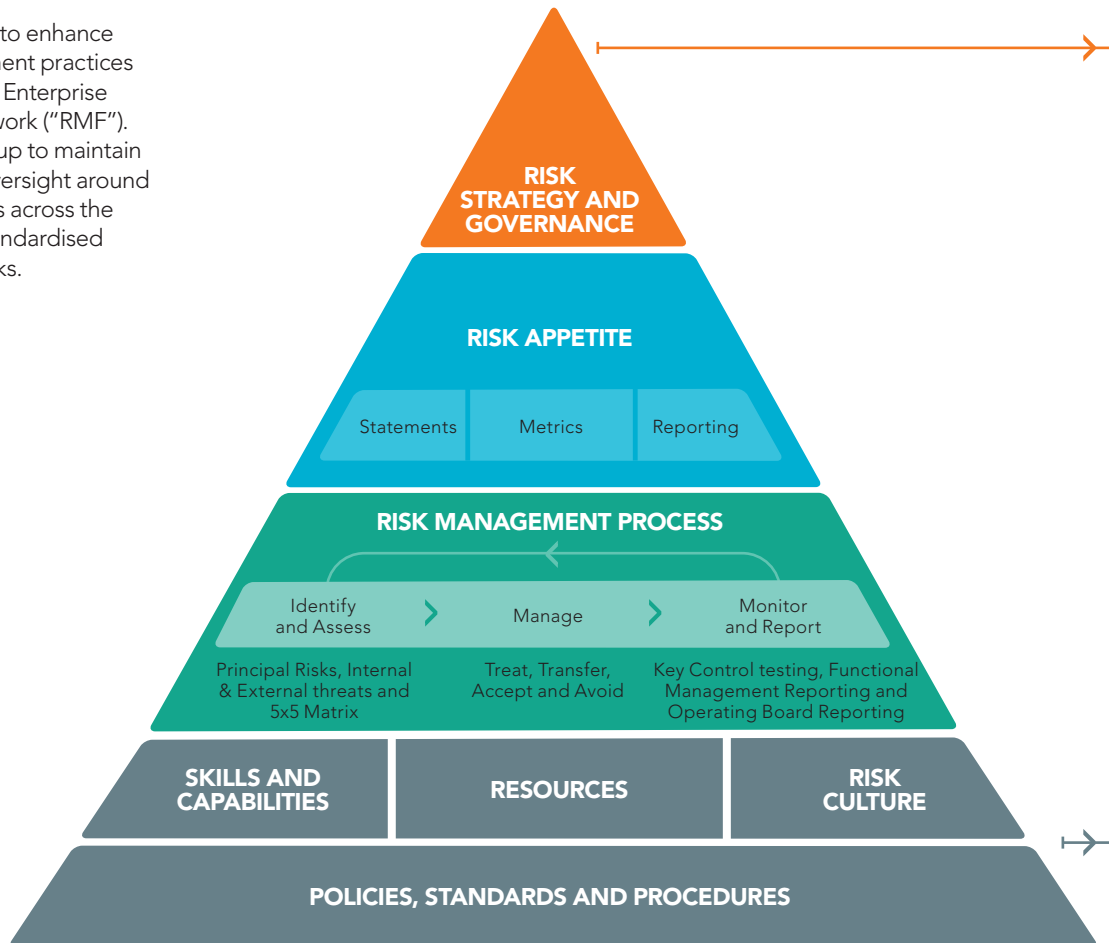 to enhance
ent practices
Enterprise
work (“RMF”).
up to maintain
ersight around
s across the
ndardised
ks.
RISK
STRATEGY AND
GOVERNANCE
RISK APPETITE
Statements Metrics Reporting
RISK MANAGEMENT PROCESS
Identify
and Assess
Manage
Monitor
and Report
Principal Risks, Internal
& External threats and
5x5 Matrix
Treat, Transfer,
Accept and Avoid
Key Control testing, Functional
Management Reporting and
Operating Board Reporting
SKILLS AND
CAPABILITIES
RESOURCES
RISK
CULTURE
POLICIES, STANDARDS AND PROCEDURES